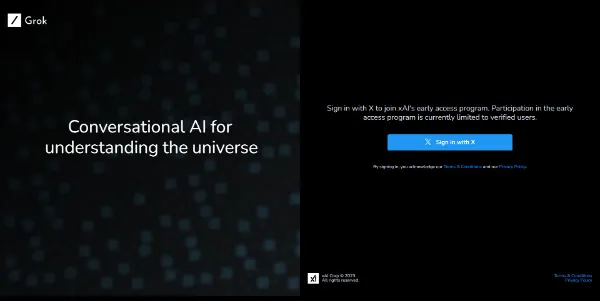 Grok
Conversational AI for
understanding the universe
Sign in with X to join xAI's early access program. Participation in the early
access program is currently limited to verified users.
X Sign in with X
By signing in, you acknowledge our Terms & Conditions and our Privacy Policy.
xI xAI Corp © 2023
All rights reserved.
Terms & Conditions
Privacy Policy